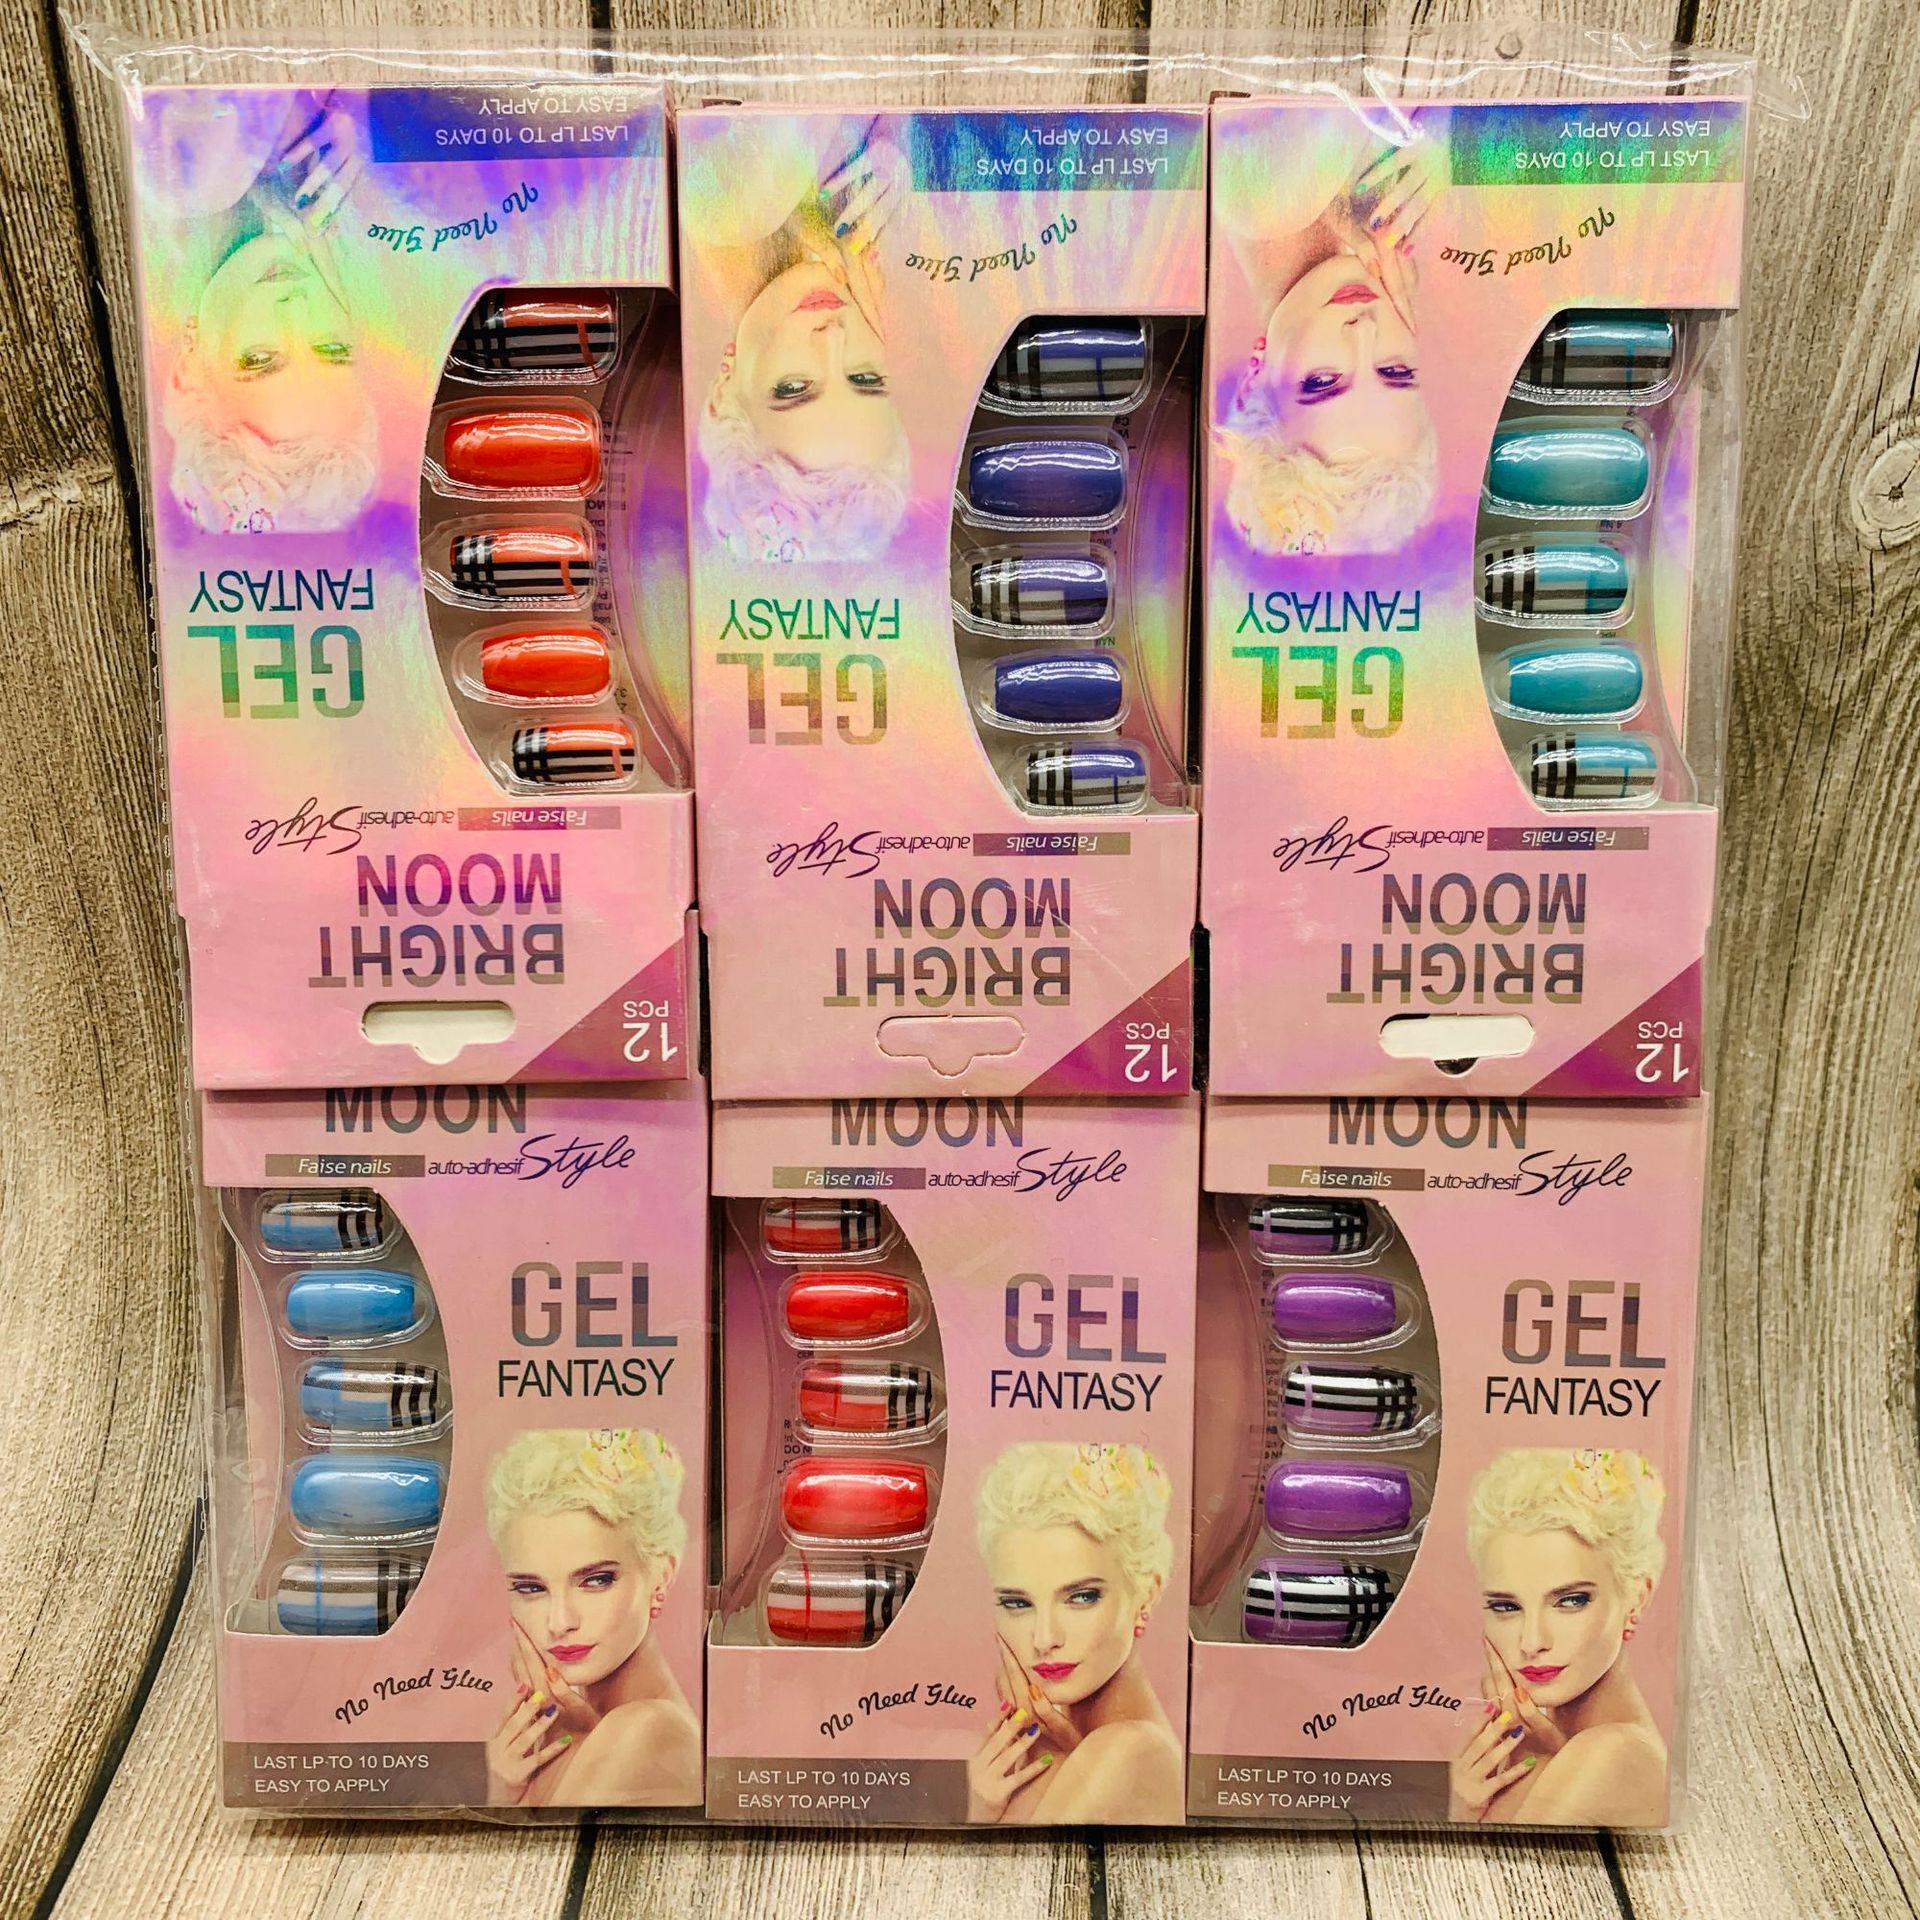 EASY TO APPLY
LAST LP TO 10 DAYS
No Need Glue
FANTASY
GEL
Faise nails auto-adhesif Style
MOON
BRIGHT
12
PCS
EASY TO APPLY
LAST LP TO 10 DAYS
No Need Glue
FANTASY
GEL
Faise nails auto-adhesif Style
MOON
BRIGHT
12
PCS
EASY TO APPLY
LAST LP TO 10 DAYS
No Need Glue
FANTASY
GEL
Faise nails auto-adhesif Style
MOON
BRIGHT
12
PCS
MOON
Faise nails auto-adhesif Style
GEL
FANTASY
No Need Glue
LAST LP TO 10 DAYS
EASY TO APPLY
MOON
Faise nails auto-adhesif Style
GEL
FANTASY
No Need Glue
LAST LP TO 10 DAYS
EASY TO APPLY
MOON
Faise nails auto-adhesif Style
GEL
FANTASY
No Need Glue
LAST LP TO 10 DAYS
EASY TO APPLY